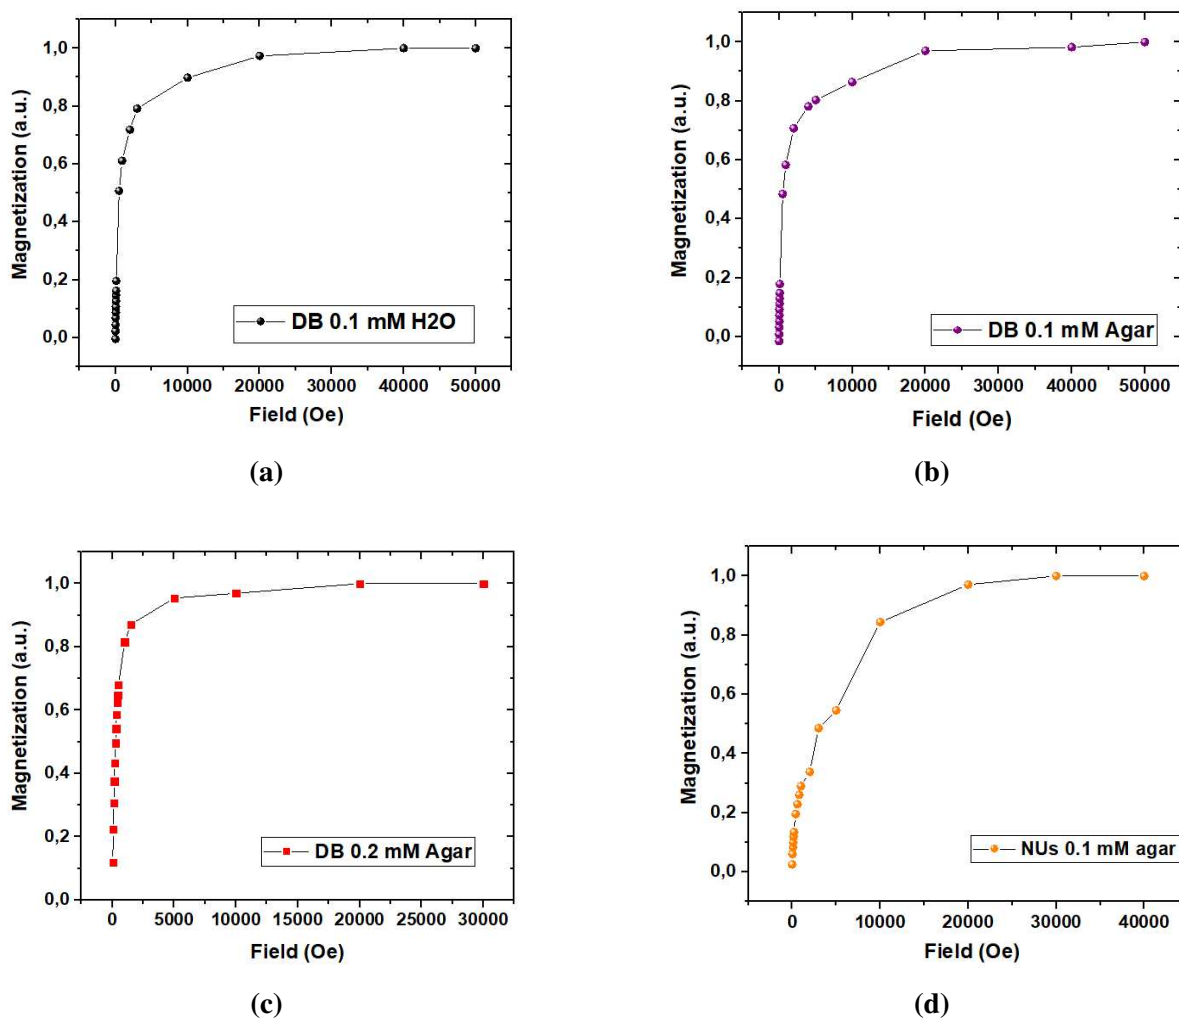 Magnetization (a.u.)
1,0
0,8
0,6
0,4
0,2
0,0
DB 0.1 mM H2O
0 10000 20000 30000 40000 50000
Field (Oe)
(a)
Magnetization (a.u.)
1,0
0,8
0,6
0,4
0,2
0,0
DB 0.1 mM Agar
0 10000 20000 30000 40000 50000
Field (Oe)
(b)
Magnetization (a.u.)
1,0
0,8
0,6
0,4
0,2
0,0
DB 0.2 mM Agar
0 5000 10000 15000 20000 25000 30000
Field (Oe)
(c)
Magnetization (a.u.)
1,0
0,8
0,6
0,4
0,2
0,0
NUs 0.1 mM agar
0 10000 20000 30000 40000
Field (Oe)
(d)